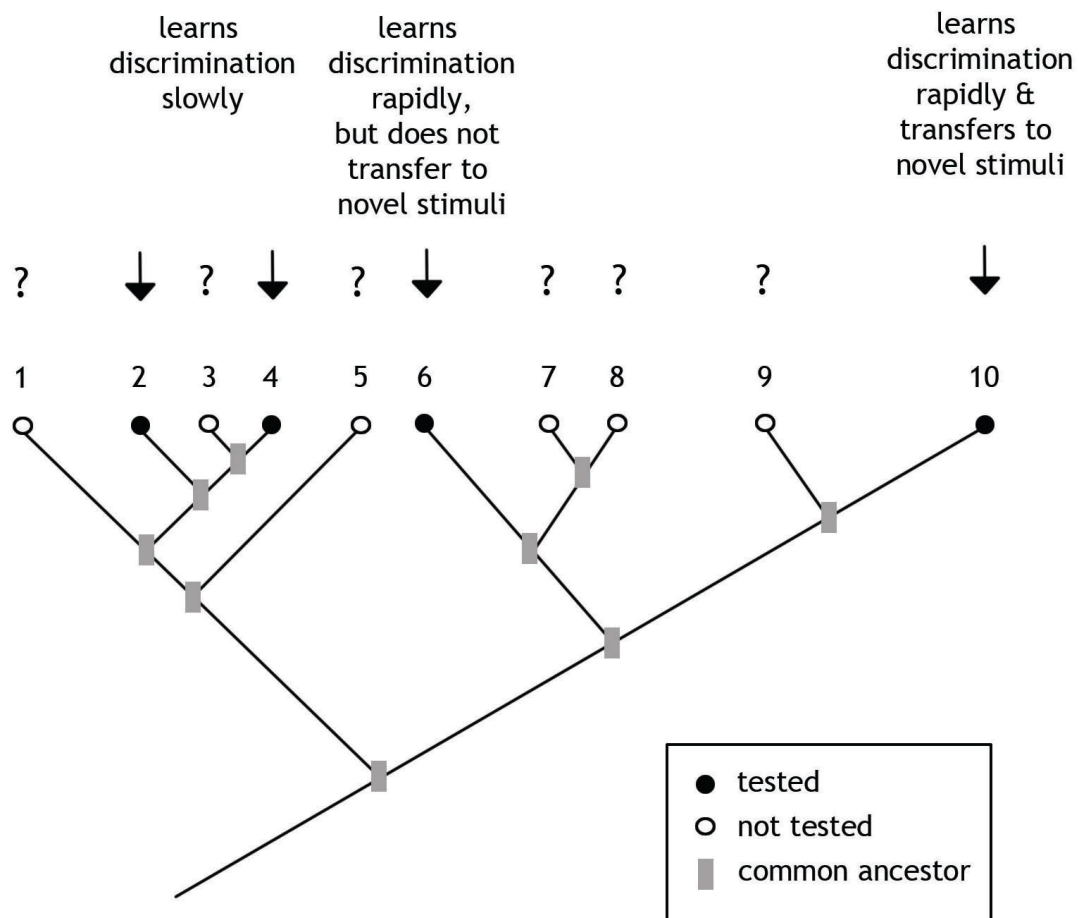 learns
discrimination
slowly
learns
discrimination
rapidly,
but does not
transfer to
novel stimuli
learns
discrimination
rapidly &
transfers to
novel stimuli
? ? ? ? ? ?
1 2 3 4 5 6 7 8 9 10
tested
not tested
common ancestor